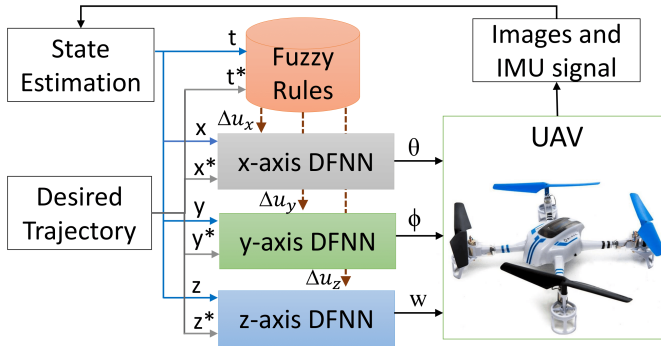 State
Estimation
t
t*
Fuzzy
Rules
Images and
IMU signal
Δuₓ
x
x*
x-axis DFNN
θ
UAV
Desired
Trajectory
Δu_y
y
y*
y-axis DFNN
ϕ
Δu_z
z
z*
z-axis DFNN
w